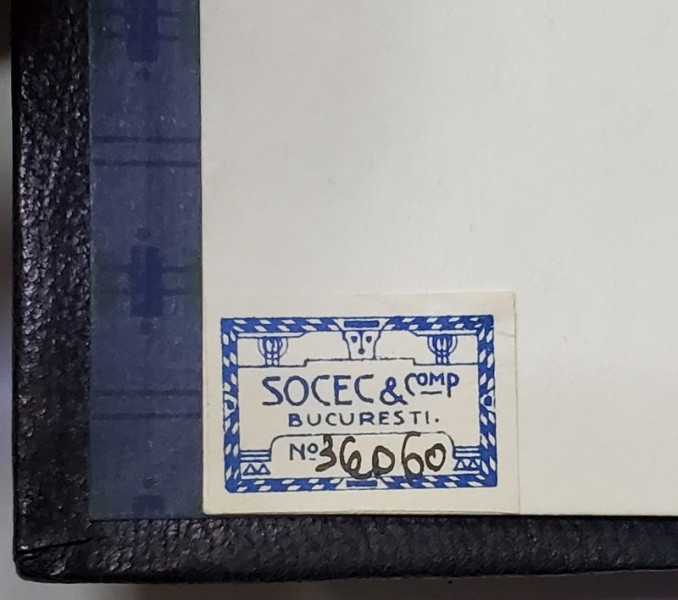 SOCEC & COMP
BUCURESTI.
No 36060